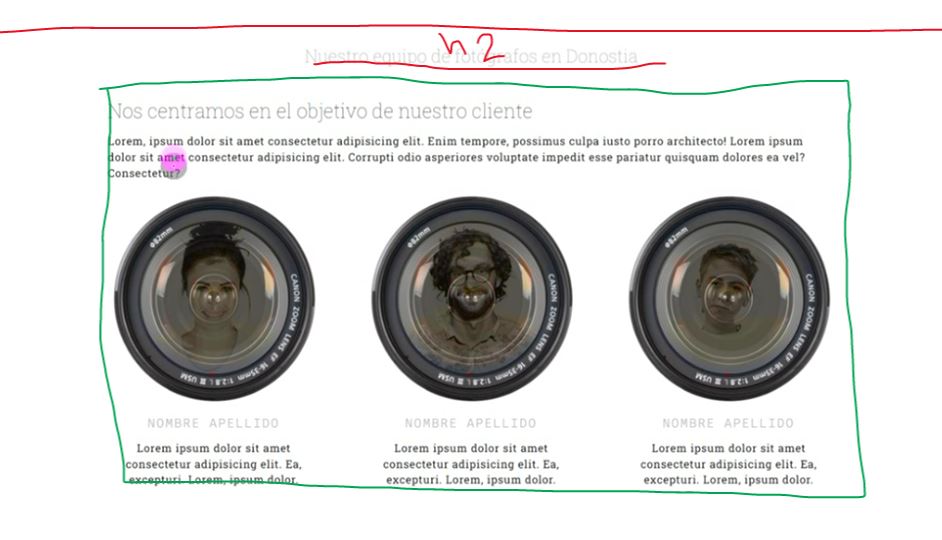 h2
Nuestro equipo de fotógrafos en Donostia
Nos centramos en el objetivo de nuestro cliente
Lorem, ipsum dolor sit amet consectetur adipisicing elit. Enim tempore, possimus culpa iusto porro architecto! Lorem ipsum
dolor sit amet consectetur adipisicing elit. Corrupti odio asperiores voluptate impedit esse pariatur quisquam dolores ea vel?
Consectetur?
ø82mm
CANON ZOOM LENS EF 16-35mm 1:2.8 L III USM
ø82mm
CANON ZOOM LENS EF 16-35mm 1:2.8 L III USM
ø82mm
CANON ZOOM LENS EF 16-35mm 1:2.8 L III USM
NOMBRE APELLIDO
Lorem ipsum dolor sit amet
consectetur adipisicing elit. Ea,
excepturi. Lorem, ipsum dolor.
NOMBRE APELLIDO
Lorem ipsum dolor sit amet
consectetur adipisicing elit. Ea,
excepturi. Lorem, ipsum dolor.
NOMBRE APELLIDO
Lorem ipsum dolor sit amet
consectetur adipisicing elit. Ea,
excepturi. Lorem, ipsum dolor.